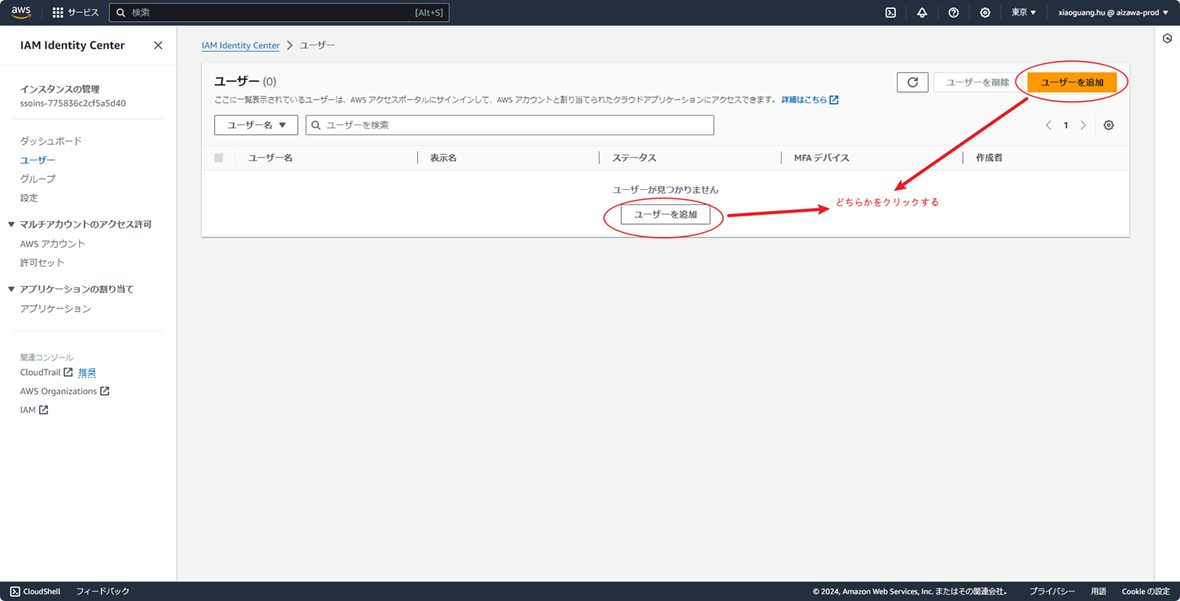 aws
サービス
検索
[Alt+S]
東京 ▼
xiaoguang.hu @ aizawa-prod ▼
IAM Identity Center
インスタンスの管理
ssoins-775836c2cf5a5d40
ダッシュボード
ユーザー
グループ
設定
▼ マルチアカウントのアクセス許可
AWS アカウント
許可セット
▼ アプリケーションの割り当て
アプリケーション
関連コンソール
CloudTrail 推奨
AWS Organizations
IAM
IAM Identity Center > ユーザー
ユーザー (0)
ユーザーを削除
ユーザーを追加
ここに一覧表示されているユーザーは、AWS アクセスポータルにサインインして、AWS アカウントと割り当てられたクラウドアプリケーションにアクセスできます。 詳細はこちら
ユーザー名 ▼
ユーザーを検索
< 1 >
ユーザー名
表示名
ステータス
MFA デバイス
作成者
ユーザーが見つかりません
ユーザーを追加
どちらかをクリックする
CloudShell
フィードバック
© 2024, Amazon Web Services, Inc. またはその関連会社。
プライバシー
用語
Cookie の設定